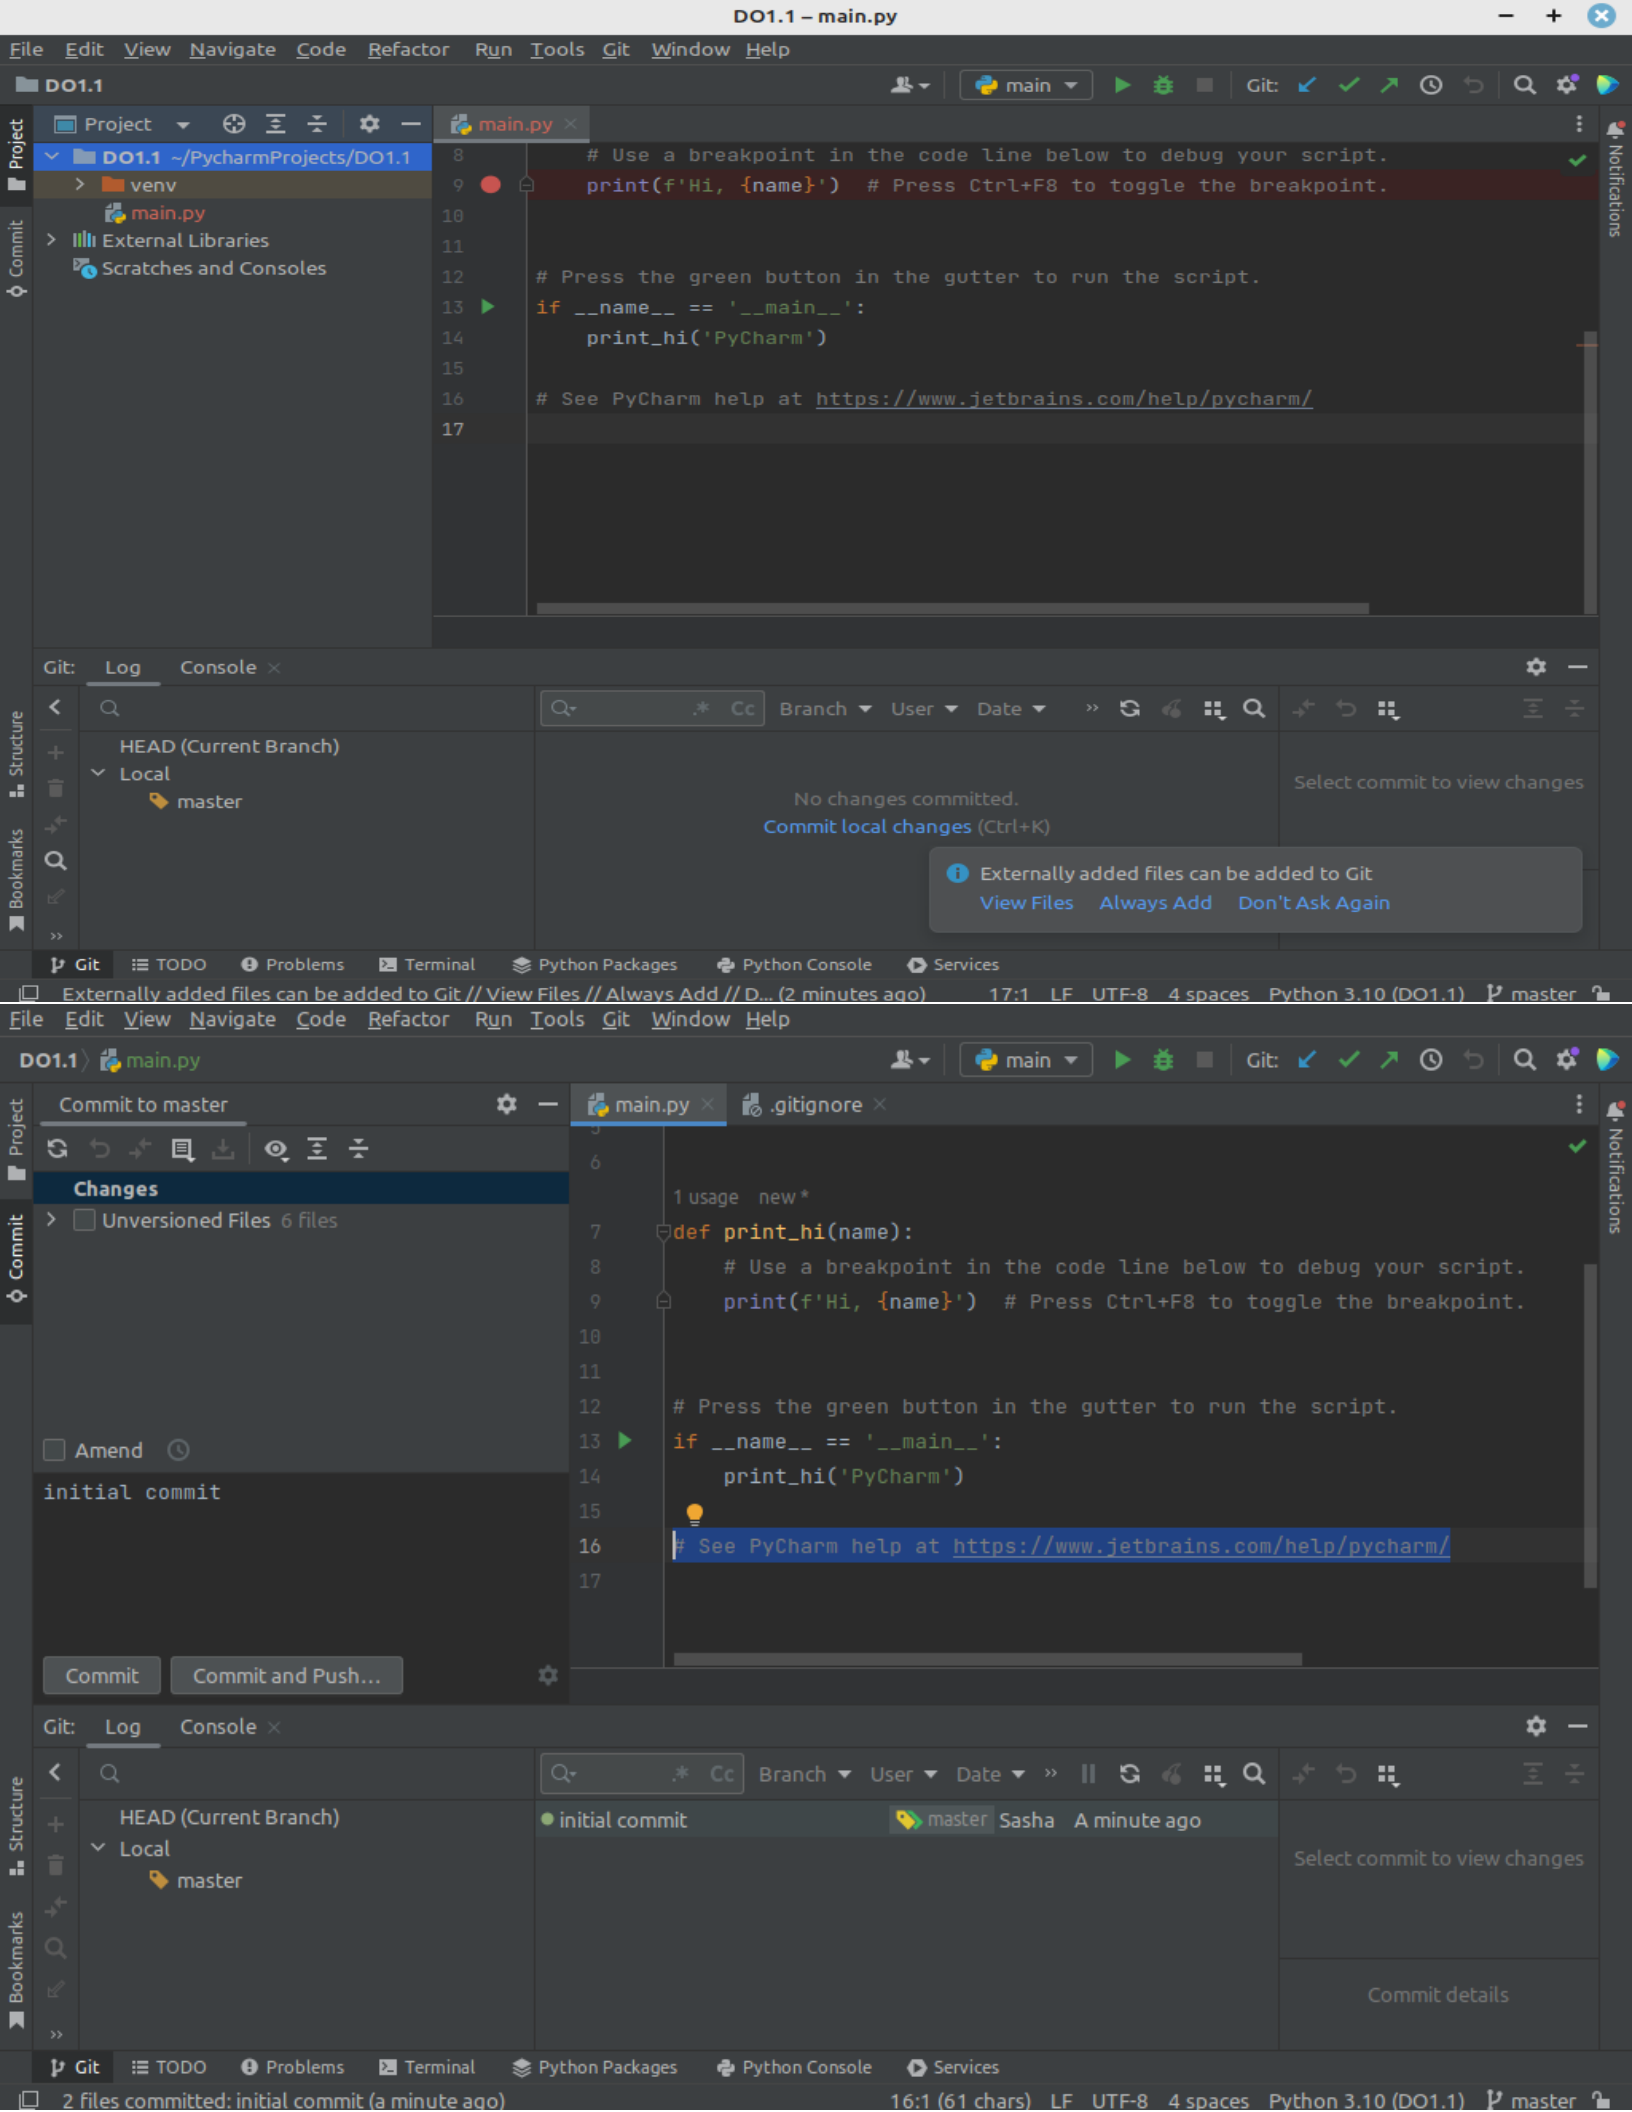 DO1.1 – main.py
File Edit View Navigate Code Refactor Run Tools Git Window Help
DO1.1 main Git:
Project main.py
DO1.1 ~/PycharmProjects/DO1.1
venv
main.py
External Libraries
Scratches and Consoles
Project
Commit
Structure
Bookmarks
Notifications
8 # Use a breakpoint in the code line below to debug your script.
9 print(f'Hi, {name}') # Press Ctrl+F8 to toggle the breakpoint.
10
11
12 # Press the green button in the gutter to run the script.
13 if __name__ == '__main__':
14 print_hi('PyCharm')
15
16 # See PyCharm help at https://www.jetbrains.com/help/pycharm/
17
Git: Log Console
.* Cc Branch User Date »
HEAD (Current Branch)
Local
master
No changes committed.
Commit local changes (Ctrl+K)
Select commit to view changes
Externally added files can be added to Git
View Files Always Add Don't Ask Again
»
Git TODO Problems Terminal Python Packages Python Console Services
Externally added files can be added to Git // View Files // Always Add // D... (2 minutes ago) 17:1 LF UTF-8 4 spaces Python 3.10 (DO1.1) master
File Edit View Navigate Code Refactor Run Tools Git Window Help
DO1.1 main.py main Git:
Commit to master main.py .gitignore
Project
Commit
Structure
Bookmarks
Notifications
Changes
Unversioned Files 6 files
Amend
initial commit
Commit Commit and Push...
5
6
1 usage new *
7 def print_hi(name):
8 # Use a breakpoint in the code line below to debug your script.
9 print(f'Hi, {name}') # Press Ctrl+F8 to toggle the breakpoint.
10
11
12 # Press the green button in the gutter to run the script.
13 if __name__ == '__main__':
14 print_hi('PyCharm')
15
16 # See PyCharm help at https://www.jetbrains.com/help/pycharm/
17
Git: Log Console
.* Cc Branch User Date »
HEAD (Current Branch)
Local
master
initial commit master Sasha A minute ago
Select commit to view changes
Commit details
»
Git TODO Problems Terminal Python Packages Python Console Services
2 files committed: initial commit (a minute ago) 16:1 (61 chars) LF UTF-8 4 spaces Python 3.10 (DO1.1) master